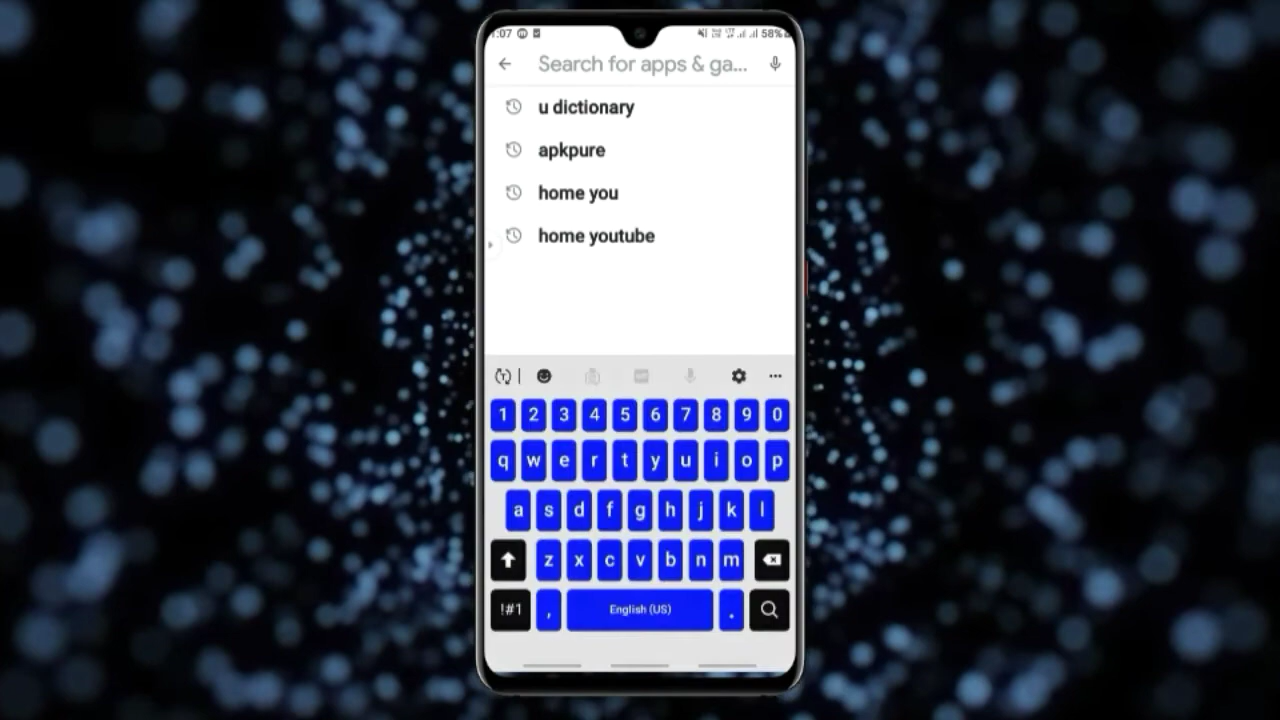 1:07 58%
Search for apps & ga...
u dictionary
apkpure
home you
home youtube
1 2 3 4 5 6 7 8 9 0
q w e r t y u i o p
a s d f g h j k l
z x c v b n m
!#1 , English (US) .